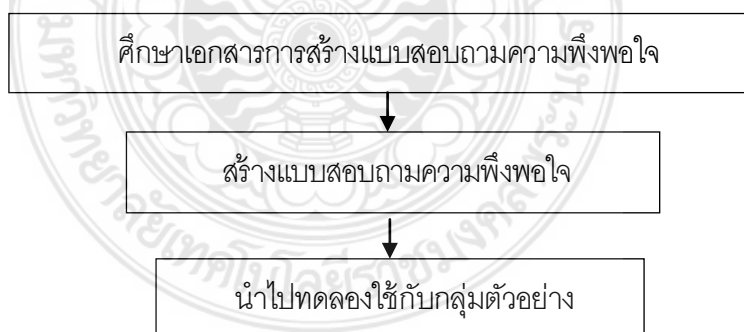 ศึกษาเอกสารการสร้างแบบสอบถามความพึงพอใจ
สร้างแบบสอบถามความพึงพอใจ
นำไปทดลองใช้กับกลุ่มตัวอย่าง